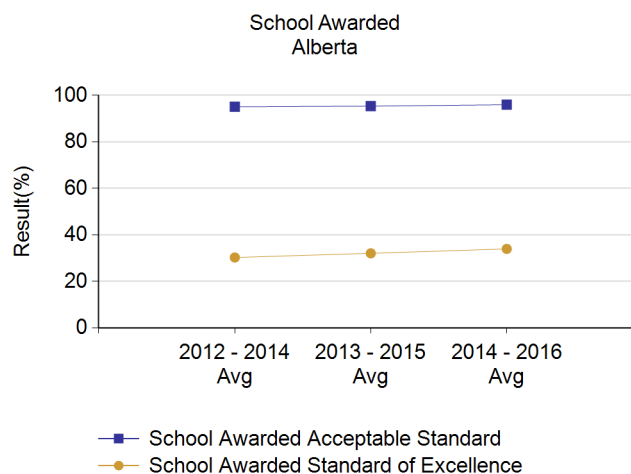 School Awarded
Alberta
100
80
60
40
20
0
Result(%)
2012 - 2014
Avg
2013 - 2015
Avg
2014 - 2016
Avg
School Awarded Acceptable Standard
School Awarded Standard of Excellence